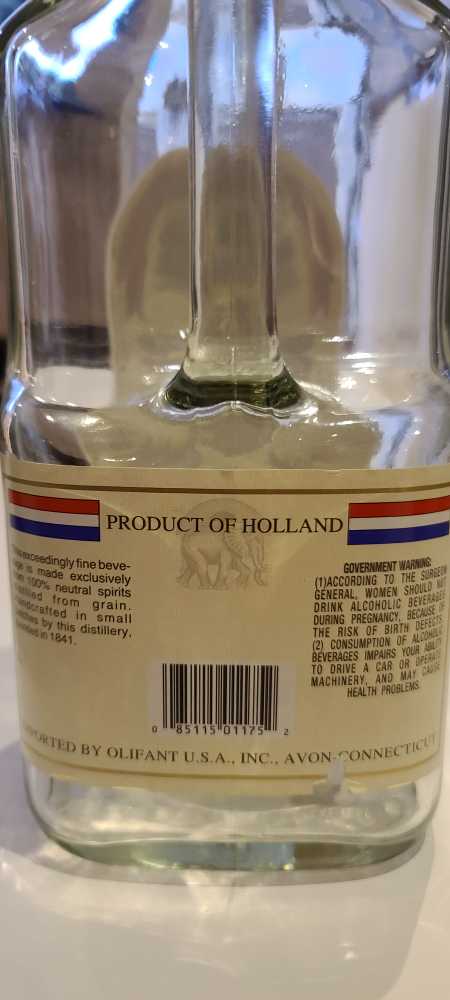 PRODUCT OF HOLLAND
exceedingly fine beve-
is made exclusively
100% neutral spirits
from grain.
in small
by this distillery,
in 1841.
GOVERNMENT WARNING:
(1)ACCORDING TO THE SURGEON
GENERAL, WOMEN SHOULD NOT
DRINK ALCOHOLIC BEVERAGES
DURING PREGNANCY, BECAUSE OF
THE RISK OF BIRTH DEFECTS.
(2) CONSUMPTION OF ALCOHOLIC
BEVERAGES IMPAIRS YOUR ABILITY
TO DRIVE A CAR OR OPERATE
MACHINERY, AND MAY CAUSE
HEALTH PROBLEMS.
0 85115 01175 2
BY OLIFANT U.S.A., INC., AVON-CONNECTICUT